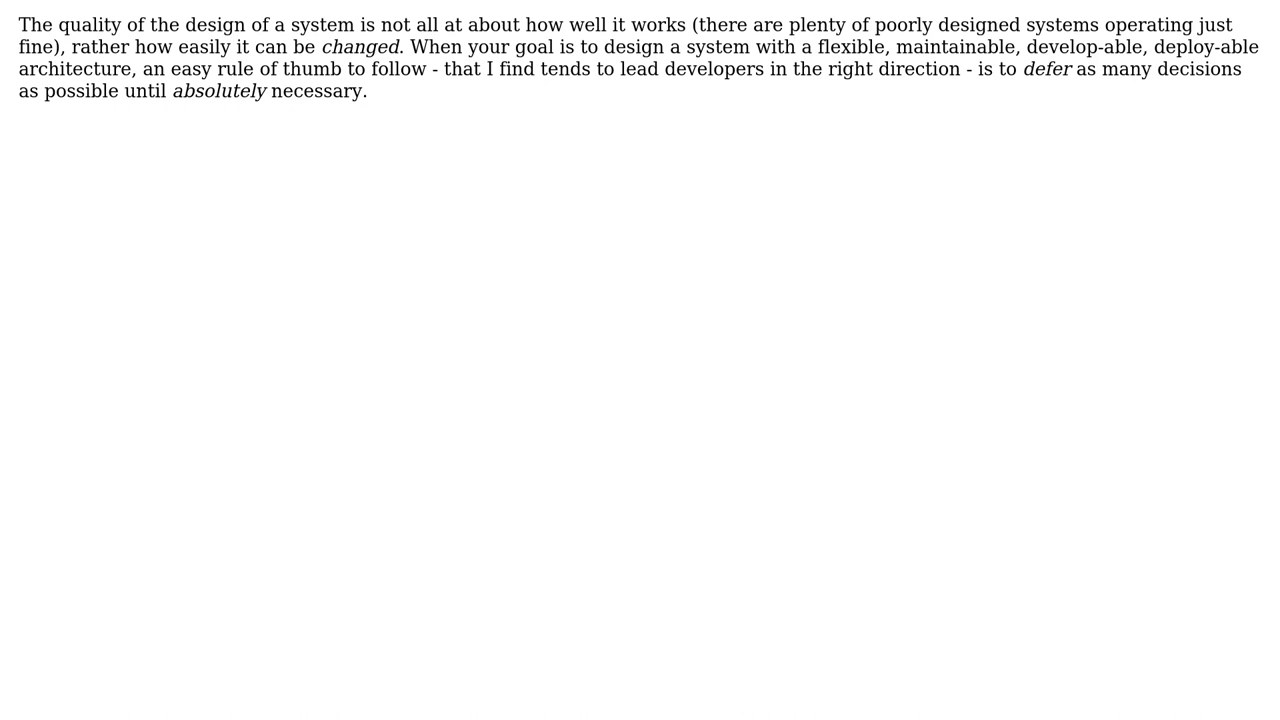 The quality of the design of a system is not all at about how well it works (there are plenty of poorly designed systems operating just
fine), rather how easily it can be changed. When your goal is to design a system with a flexible, maintainable, develop-able, deploy-able
architecture, an easy rule of thumb to follow - that I find tends to lead developers in the right direction - is to defer as many decisions
as possible until absolutely necessary.